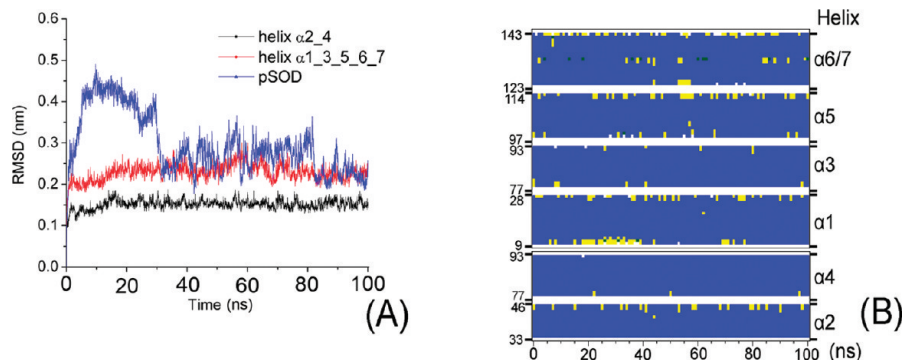 0.6
0.5
0.4
0.3
0.2
0.1
0.0
RMSD (nm)
0 20 40 60 80 100
Time (ns)
helix α2_4
helix α1_3_5_6_7
pSOD
(A)
Helix
143
α6/7
123
114
α5
97
93
α3
77
28
α1
9
93
α4
77
46
α2
33
0 20 40 60 80 100 (ns)
(B)